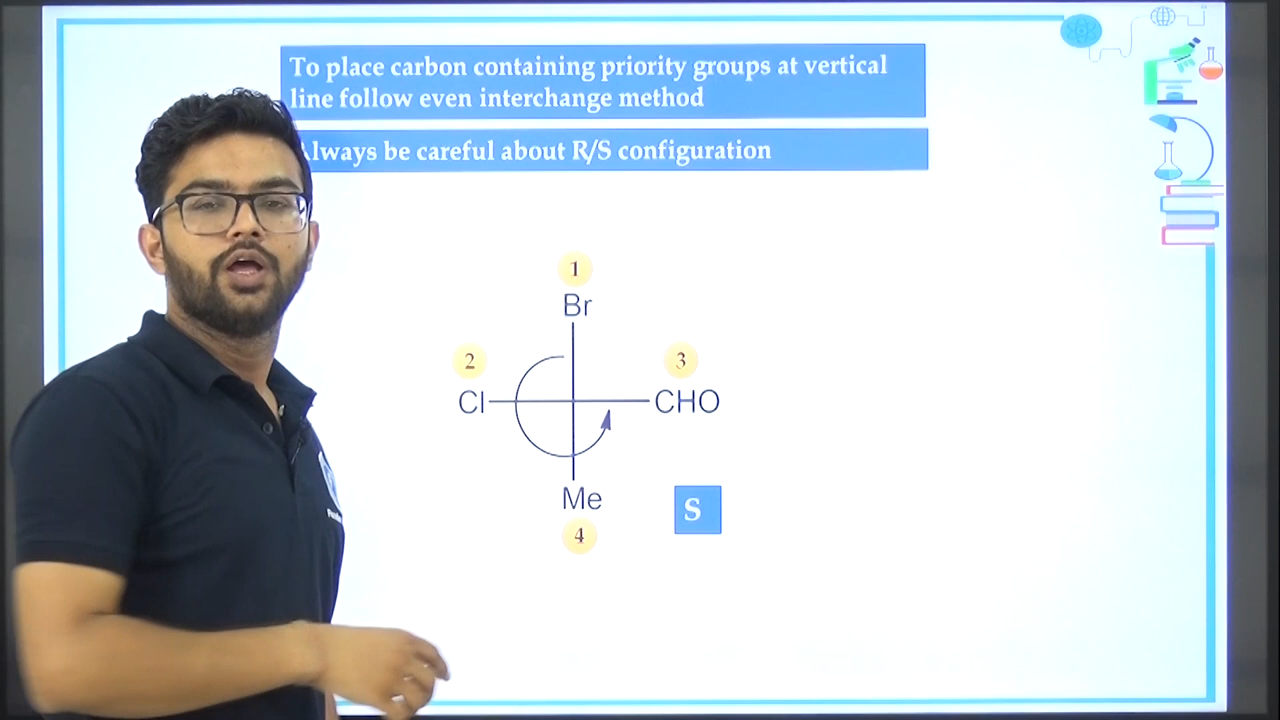 To place carbon containing priority groups at vertical
line follow even interchange method
Always be careful about R/S configuration
1
Br
2
3
Cl
CHO
Me
S
4